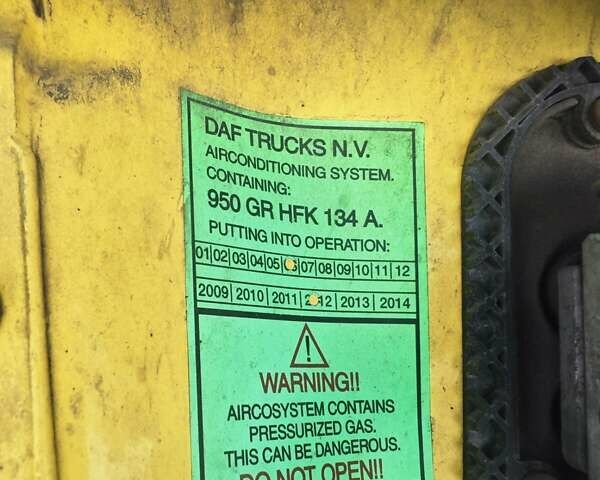 DAF TRUCKS N.V.
AIRCONDITIONING SYSTEM.
CONTAINING:
950 GR HFK 134 A.
PUTTING INTO OPERATION:
01|02|03|04|05| |07|08|09|10|11|12
2009|2010|2011|2012|2013|2014
WARNING!!
AIRCOSYSTEM CONTAINS
PRESSURIZED GAS.
THIS CAN BE DANGEROUS.
DO NOT OPEN!!